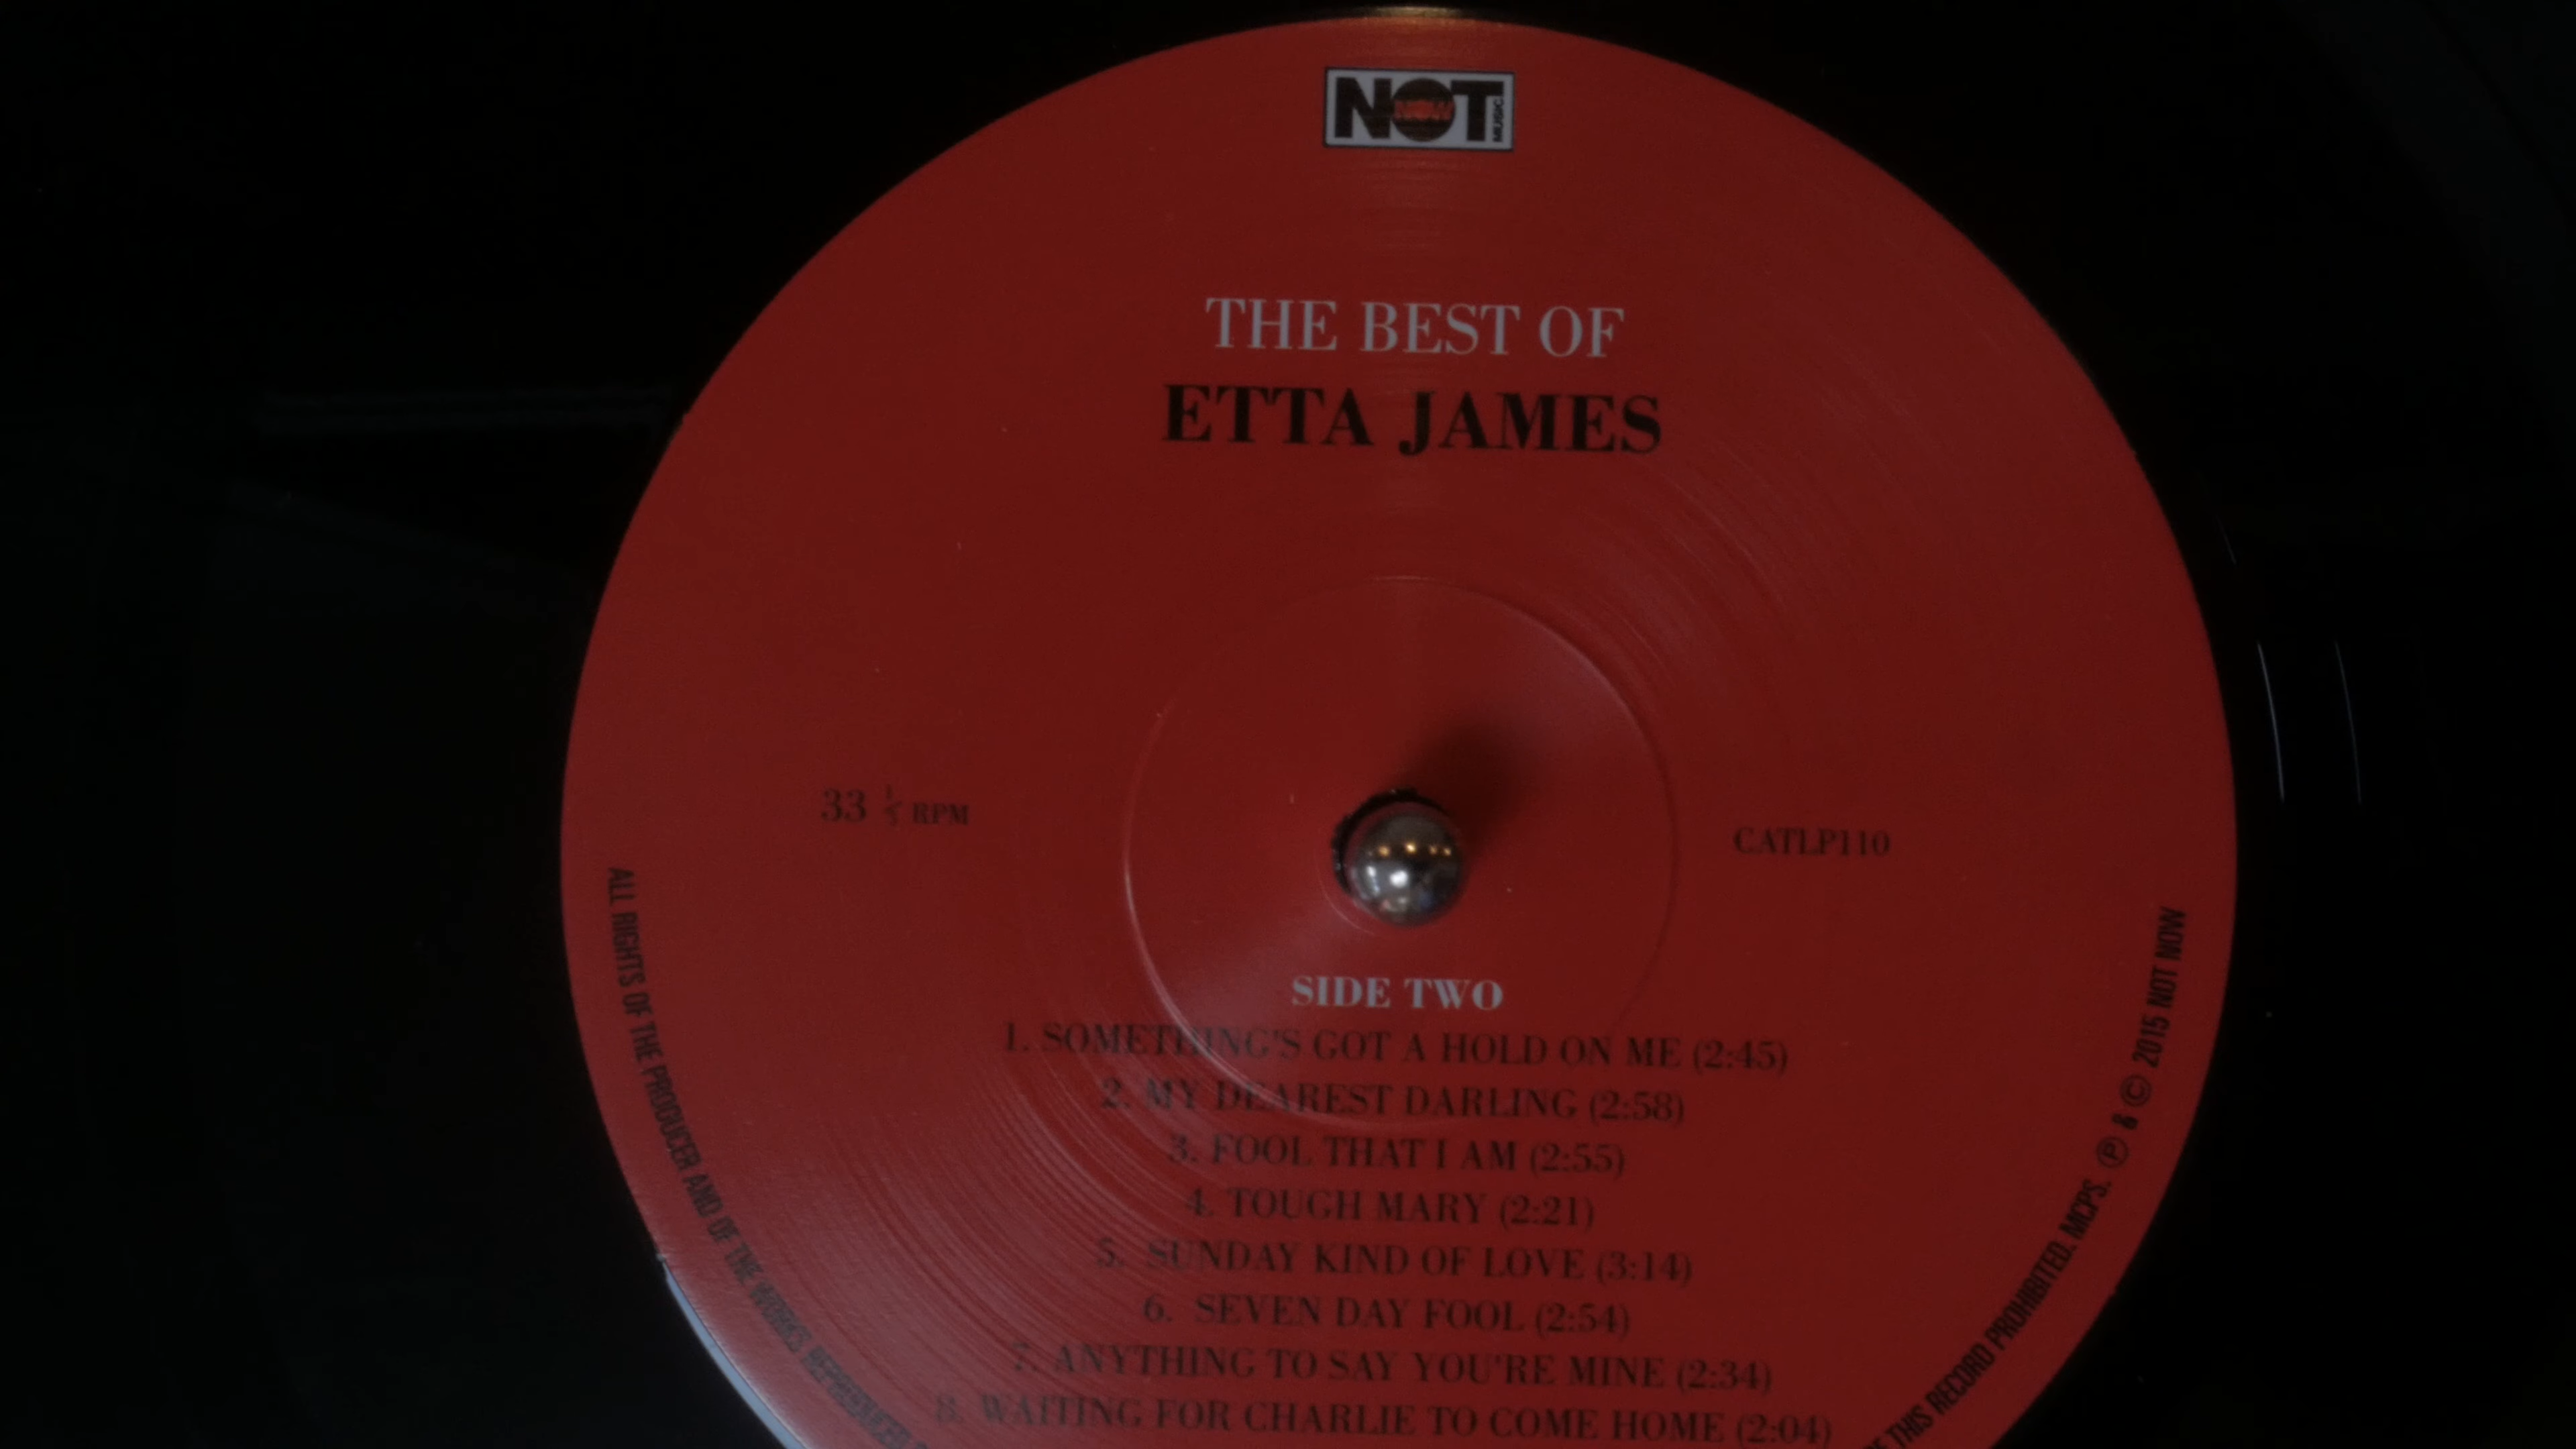 NOT NOW MUSIC
THE BEST OF
ETTA JAMES
33 ⅓ RPM
CATLP110
SIDE TWO
1. SOMETHING'S GOT A HOLD ON ME (2:45)
2. MY DEAREST DARLING (2:58)
3. FOOL THAT I AM (2:55)
4. TOUGH MARY (2:21)
5. SUNDAY KIND OF LOVE (3:14)
6. SEVEN DAY FOOL (2:54)
7. ANYTHING TO SAY YOU'RE MINE (2:34)
8. WAITING FOR CHARLIE TO COME HOME (2:04)
ALL RIGHTS OF THE PRODUCER AND OF THE WORKS REPRODUCED
THIS RECORD PROHIBITED. MCPS. ℗ & © 2015 NOT NOW